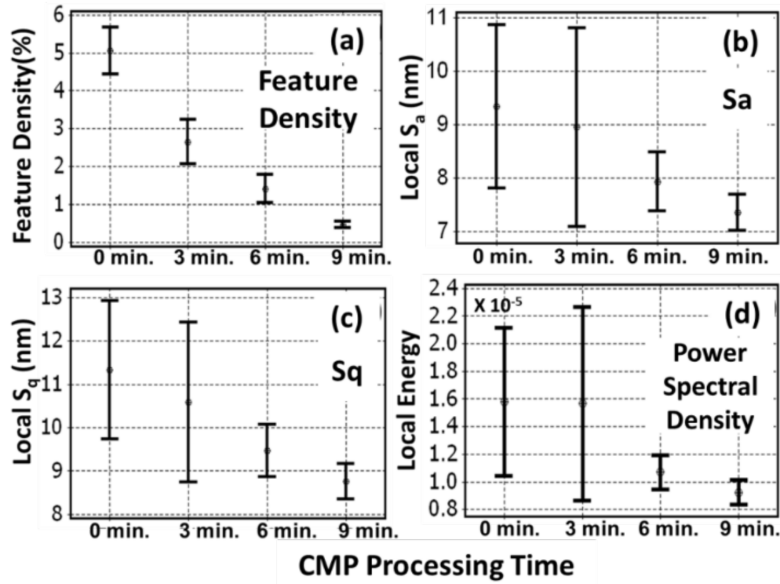 6
5
4
3
2
1
0
Feature Density(%)
(a)
Feature
Density
0 min. 3 min. 6 min. 9 min.
11
10
9
8
7
Local Sa (nm)
(b)
Sa
0 min. 3 min. 6 min. 9 min.
13
12
11
10
9
8
Local Sq (nm)
(c)
Sq
0 min. 3 min. 6 min. 9 min.
2.4
2.2
2.0
1.8
1.6
1.4
1.2
1.0
0.8
Local Energy
X 10-5
(d)
Power
Spectral
Density
0 min. 3 min. 6 min. 9 min.
CMP Processing Time